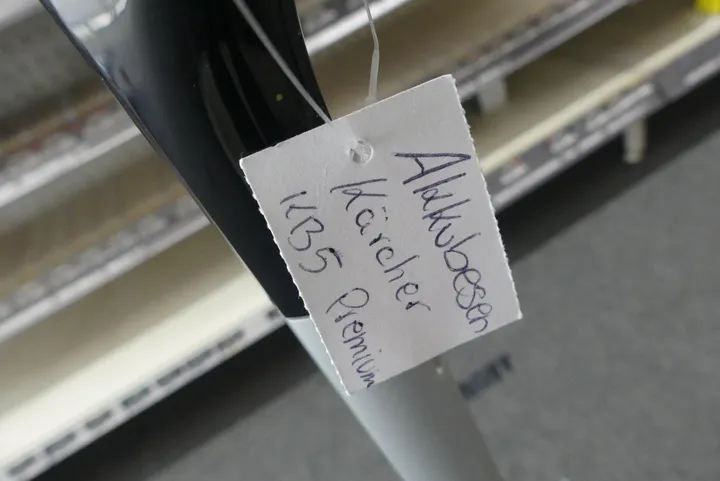 Akkubesen
Kärcher
KB5 Premium